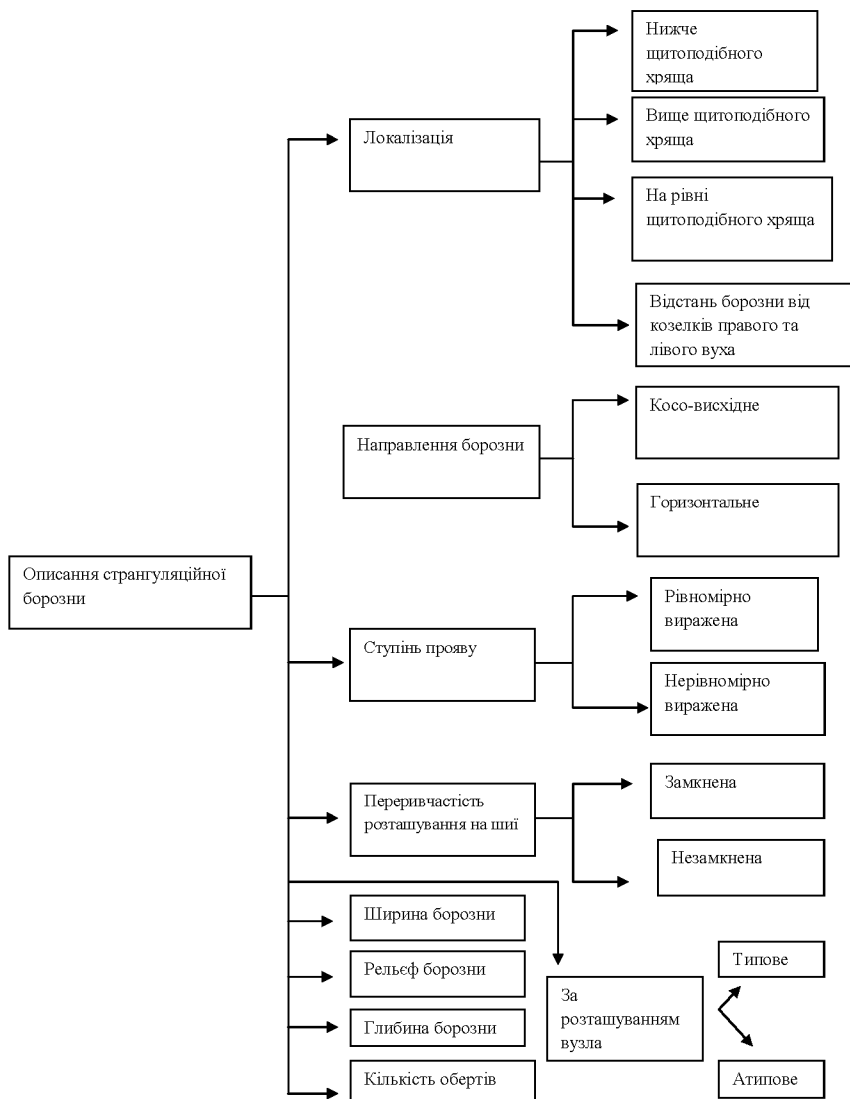 Нижче
щитоподібного
хряща
Локалізація
Вище щитоподібного
хряща
На рівні
щитоподібного хряща
Відстань борозни від
козелків правого та
лівого вуха
Направлення борозни
Косо-висхідне
Горизонтальне
Описання странгуляційної
борозни
Ступінь прояву
Рівномірно
виражена
Нерівномірно
виражена
Переривчастість
розташування на шиї
Замкнена
Незамкнена
Ширина борозни
Рельєф борозни
Глибина борозни
Кількість обертів
За
розташуванням
вузла
Типове
Атипове